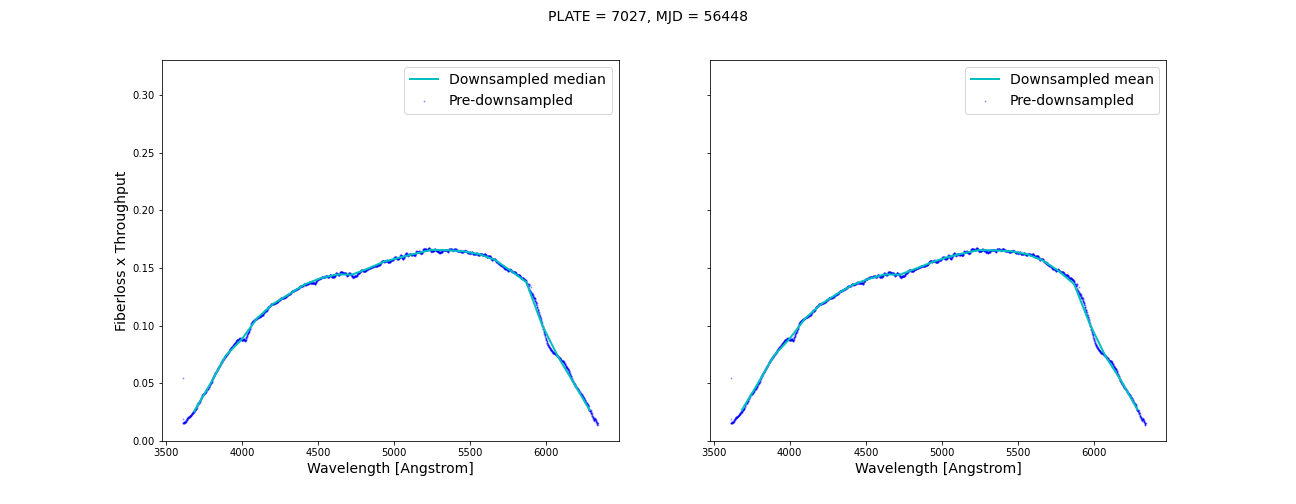 PLATE = 7027, MJD = 56448
Downsampled median
Pre-downsampled
0.30
0.25
0.20
0.15
0.10
0.05
0.00
Fiberloss x Throughput
3500 4000 4500 5000 5500 6000
Wavelength [Angstrom]
Downsampled mean
Pre-downsampled
3500 4000 4500 5000 5500 6000
Wavelength [Angstrom]